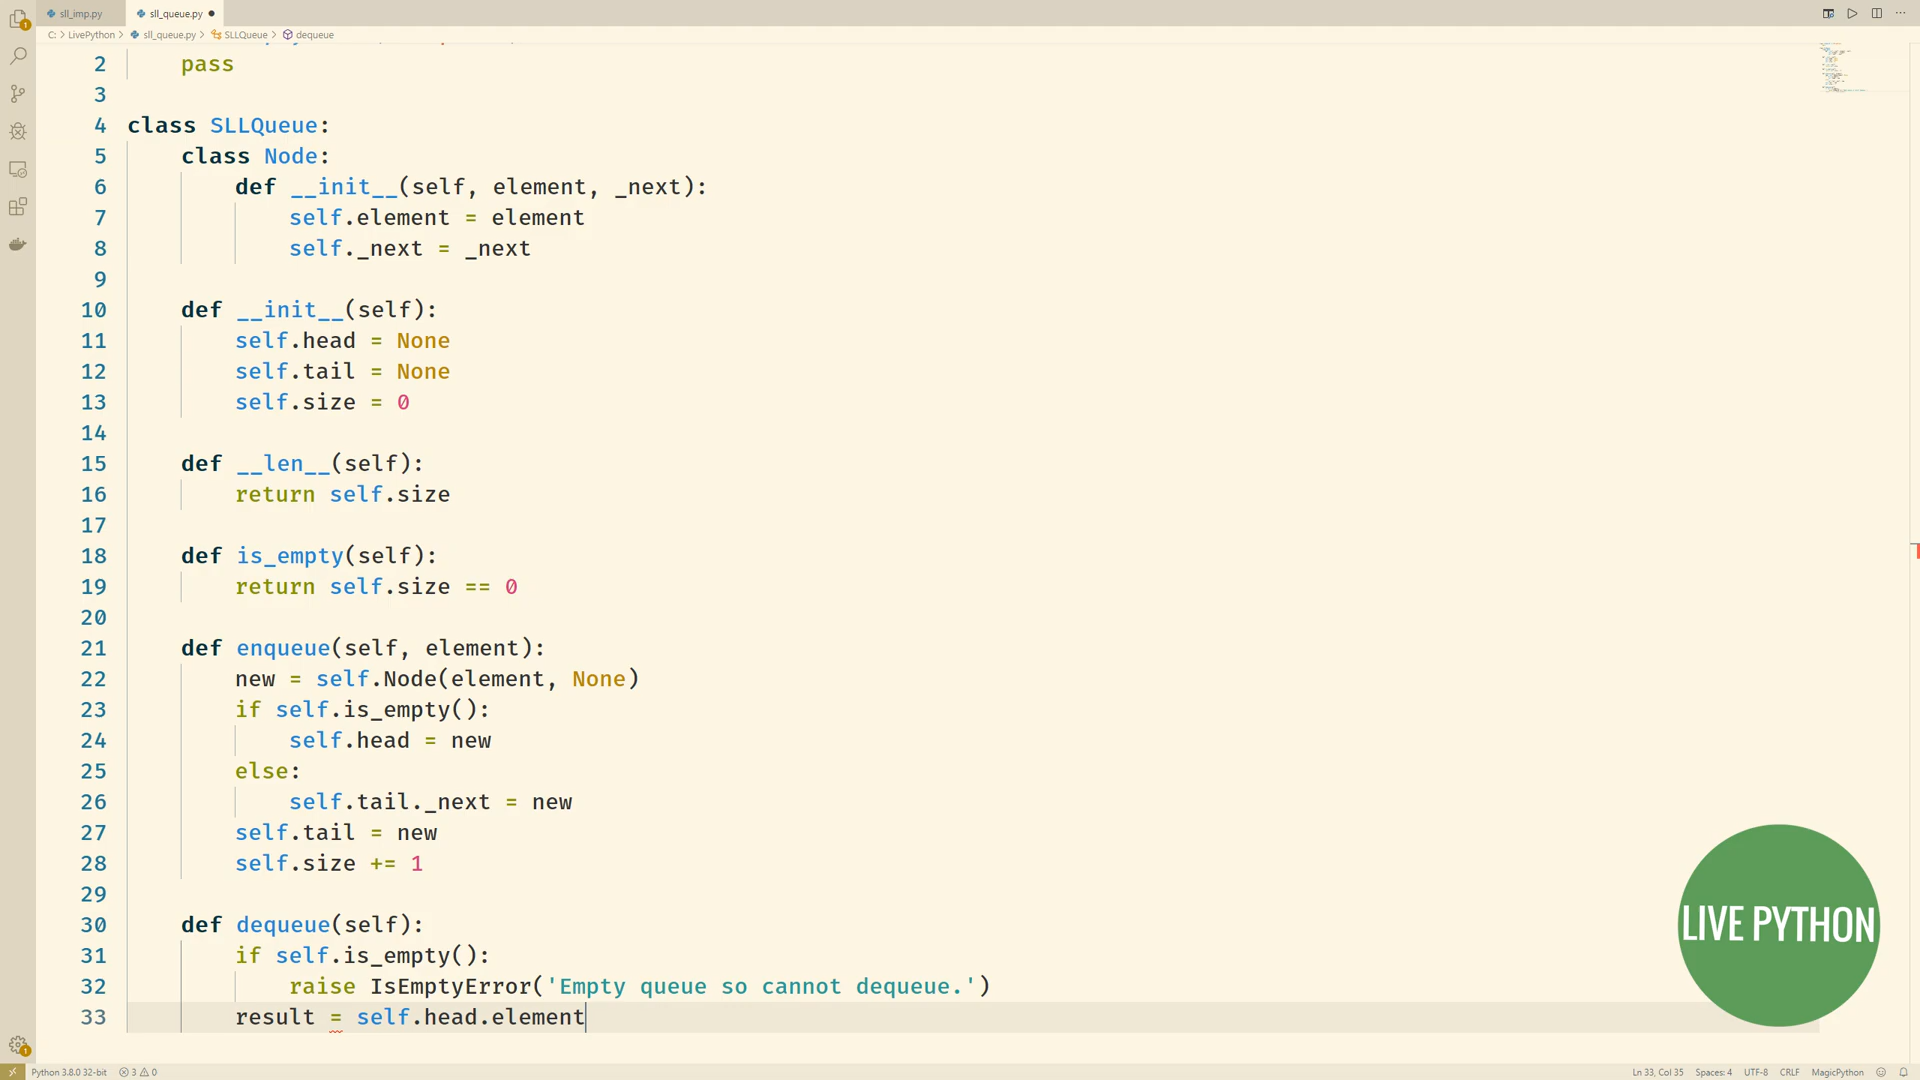 sll_imp.py
sll_queue.py
C: > LivePython > sll_queue.py > SLLQueue > dequeue
2 pass
3
4 class SLLQueue:
5 class Node:
6 def __init__(self, element, _next):
7 self.element = element
8 self._next = _next
9
10 def __init__(self):
11 self.head = None
12 self.tail = None
13 self.size = 0
14
15 def __len__(self):
16 return self.size
17
18 def is_empty(self):
19 return self.size == 0
20
21 def enqueue(self, element):
22 new = self.Node(element, None)
23 if self.is_empty():
24 self.head = new
25 else:
26 self.tail._next = new
27 self.tail = new
28 self.size += 1
29
30 def dequeue(self):
31 if self.is_empty():
32 raise IsEmptyError('Empty queue so cannot dequeue.')
33 result = self.head.element
LIVE PYTHON
Python 3.8.0 32-bit 3 0 Ln 33, Col 35 Spaces: 4 UTF-8 CRLF MagicPython